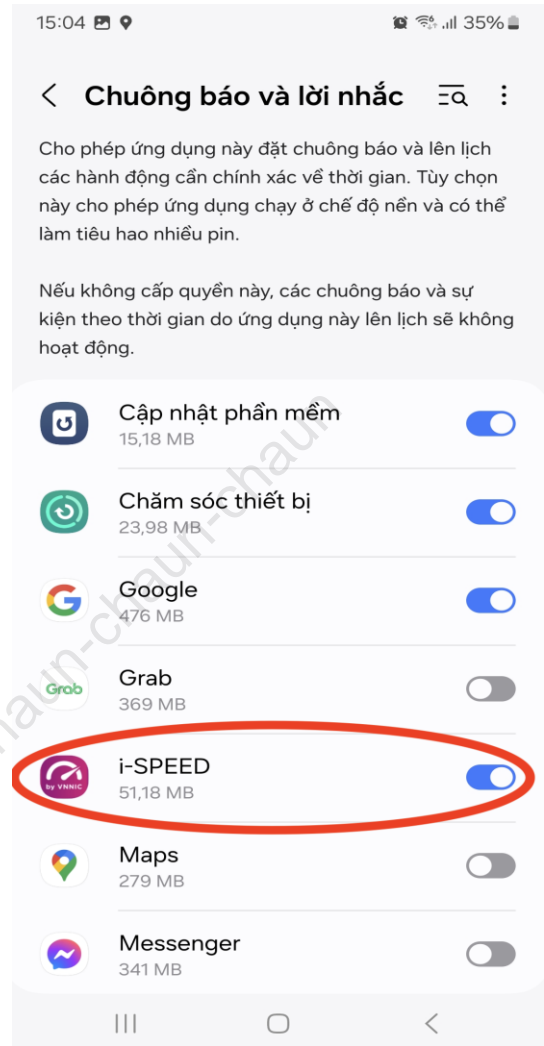 15:04 35%
Chuông báo và lời nhắc
Cho phép ứng dụng này đặt chuông báo và lên lịch
các hành động cần chính xác về thời gian. Tùy chọn
này cho phép ứng dụng chạy ở chế độ nền và có thể
làm tiêu hao nhiều pin.
Nếu không cấp quyền này, các chuông báo và sự
kiện theo thời gian do ứng dụng này lên lịch sẽ không
hoạt động.
Cập nhật phần mềm
15,18 MB
Chăm sóc thiết bị
23,98 MB
Google
476 MB
Grab
Grab
369 MB
i-SPEED
by VNNIC
51,18 MB
Maps
279 MB
Messenger
341 MB
chaun-chaun